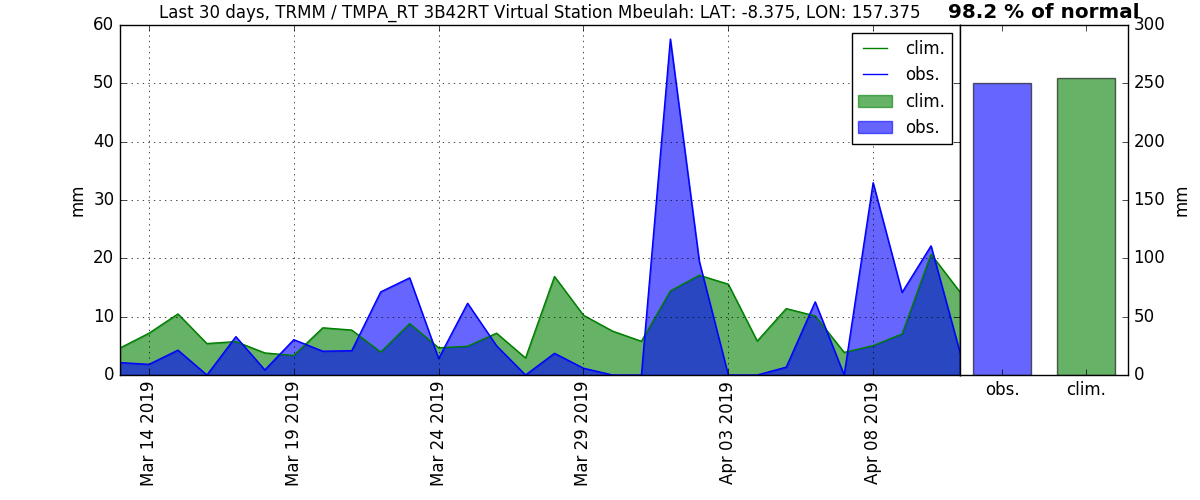 Last 30 days, TRMM / TMPA_RT 3B42RT Virtual Station Mbeulah: LAT: -8.375, LON: 157.375
98.2 % of normal
60
50
40
30
20
10
0
mm
clim.
obs.
clim.
obs.
Mar 14 2019
Mar 19 2019
Mar 24 2019
Mar 29 2019
Apr 03 2019
Apr 08 2019
300
250
200
150
100
50
0
mm
obs.
clim.